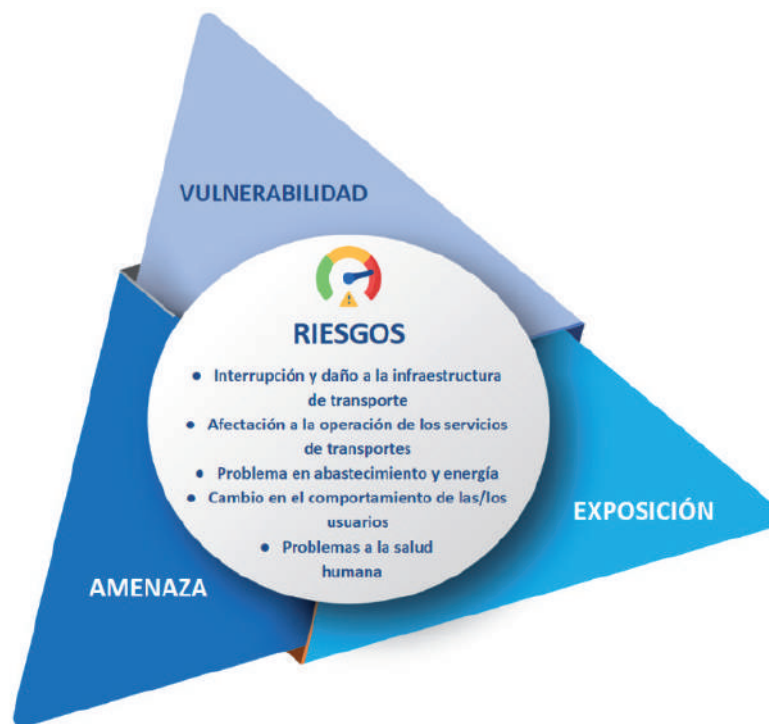 VULNERABILIDAD
RIESGOS
● Interrupción y daño a la infraestructura
de transporte
● Afectación a la operación de los servicios
de transportes
● Problema en abastecimiento y energía
● Cambio en el comportamiento de las/los
usuarios
● Problemas a la salud
humana
EXPOSICIÓN
AMENAZA